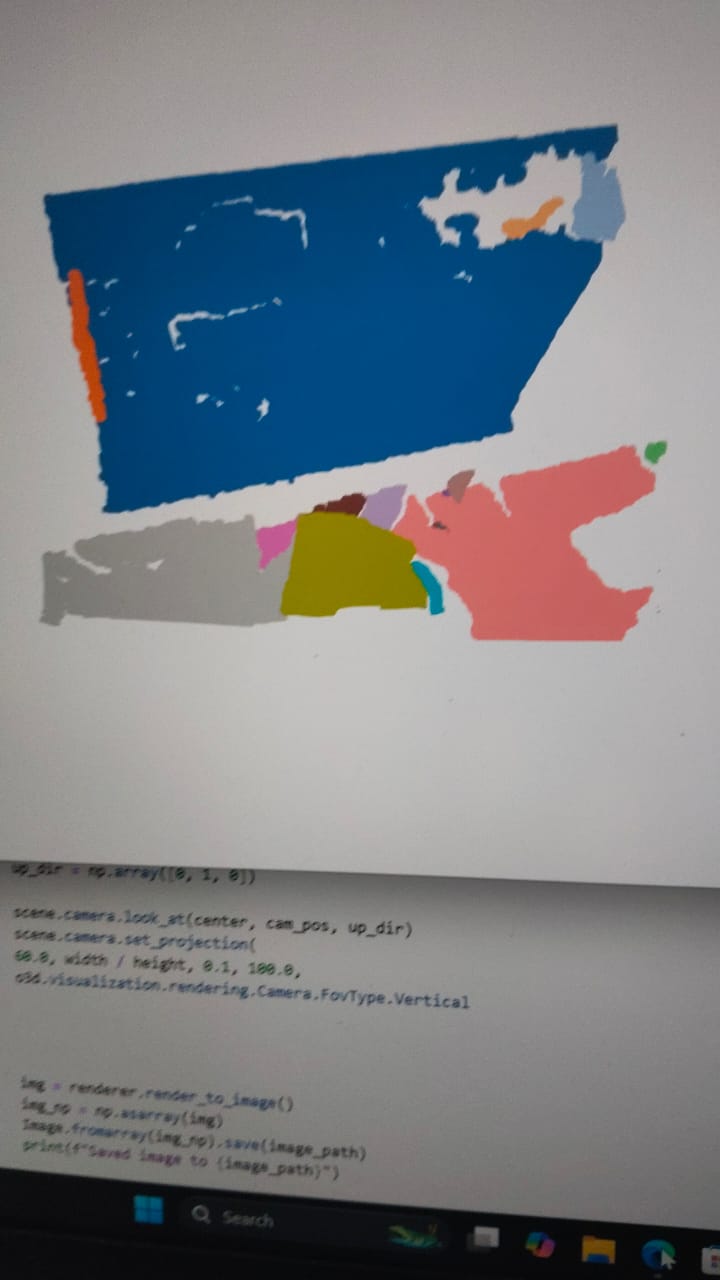 up_dir = np.array([0, 1, 0])
scene.camera.look_at(center, cam_pos, up_dir)
scene.camera.set_projection(
60.0, width / height, 0.1, 100.0,
o3d.visualization.rendering.Camera.FovType.Vertical
img = renderer.render_to_image()
img_np = np.asarray(img)
Image.fromarray(img_np).save(image_path)
print(f"Saved image to {image_path}")
Search